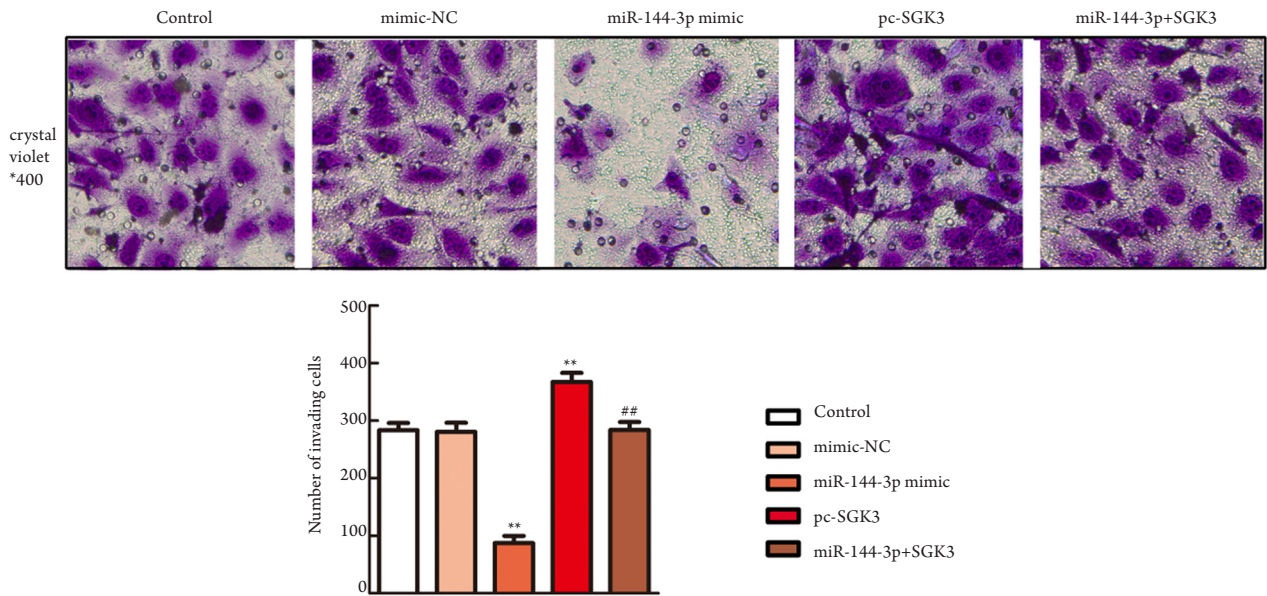 Control mimic-NC miR-144-3p mimic pc-SGK3 miR-144-3p+SGK3
crystal
violet
*400
Number of invading cells
500
400
300
200
100
0
**
**
##
Control
mimic-NC
miR-144-3p mimic
pc-SGK3
miR-144-3p+SGK3